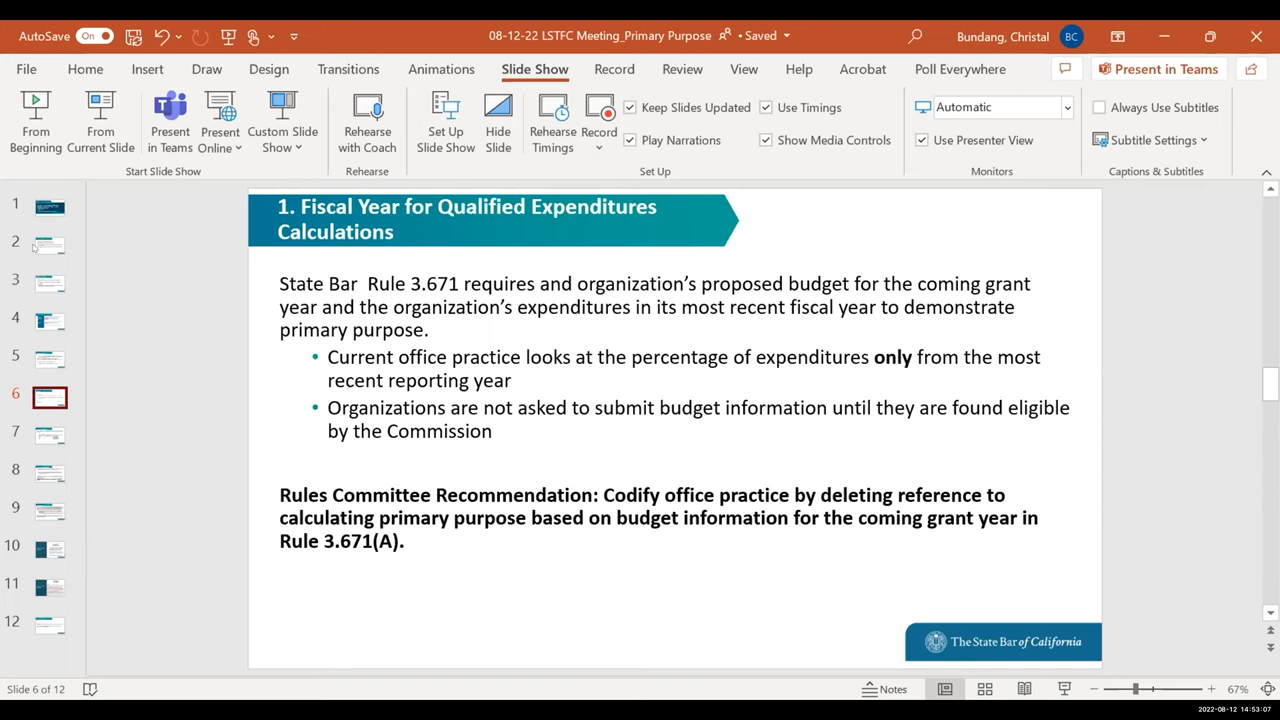 AutoSave On
08-12-22 LSTFC Meeting_Primary Purpose • Saved
Bundang, Christal BC
File Home Insert Draw Design Transitions Animations Slide Show Record Review View Help Acrobat Poll Everywhere Present in Teams
From Beginning
From Current Slide
Present in Teams
Present Online
Custom Slide Show
Start Slide Show
Rehearse with Coach
Rehearse
Set Up Slide Show
Hide Slide
Rehearse Timings
Record
Keep Slides Updated
Use Timings
Play Narrations
Show Media Controls
Set Up
Automatic
Use Presenter View
Monitors
Always Use Subtitles
Subtitle Settings
Captions & Subtitles
1
2
3
4
5
6
7
8
9
10
11
12
1. Fiscal Year for Qualified Expenditures
Calculations
State Bar Rule 3.671 requires and organization's proposed budget for the coming grant
year and the organization's expenditures in its most recent fiscal year to demonstrate
primary purpose.
• Current office practice looks at the percentage of expenditures only from the most
recent reporting year
• Organizations are not asked to submit budget information until they are found eligible
by the Commission
Rules Committee Recommendation: Codify office practice by deleting reference to
calculating primary purpose based on budget information for the coming grant year in
Rule 3.671(A).
The State Bar of California
Slide 6 of 12
Notes
67%
2022-08-12 14:53:07